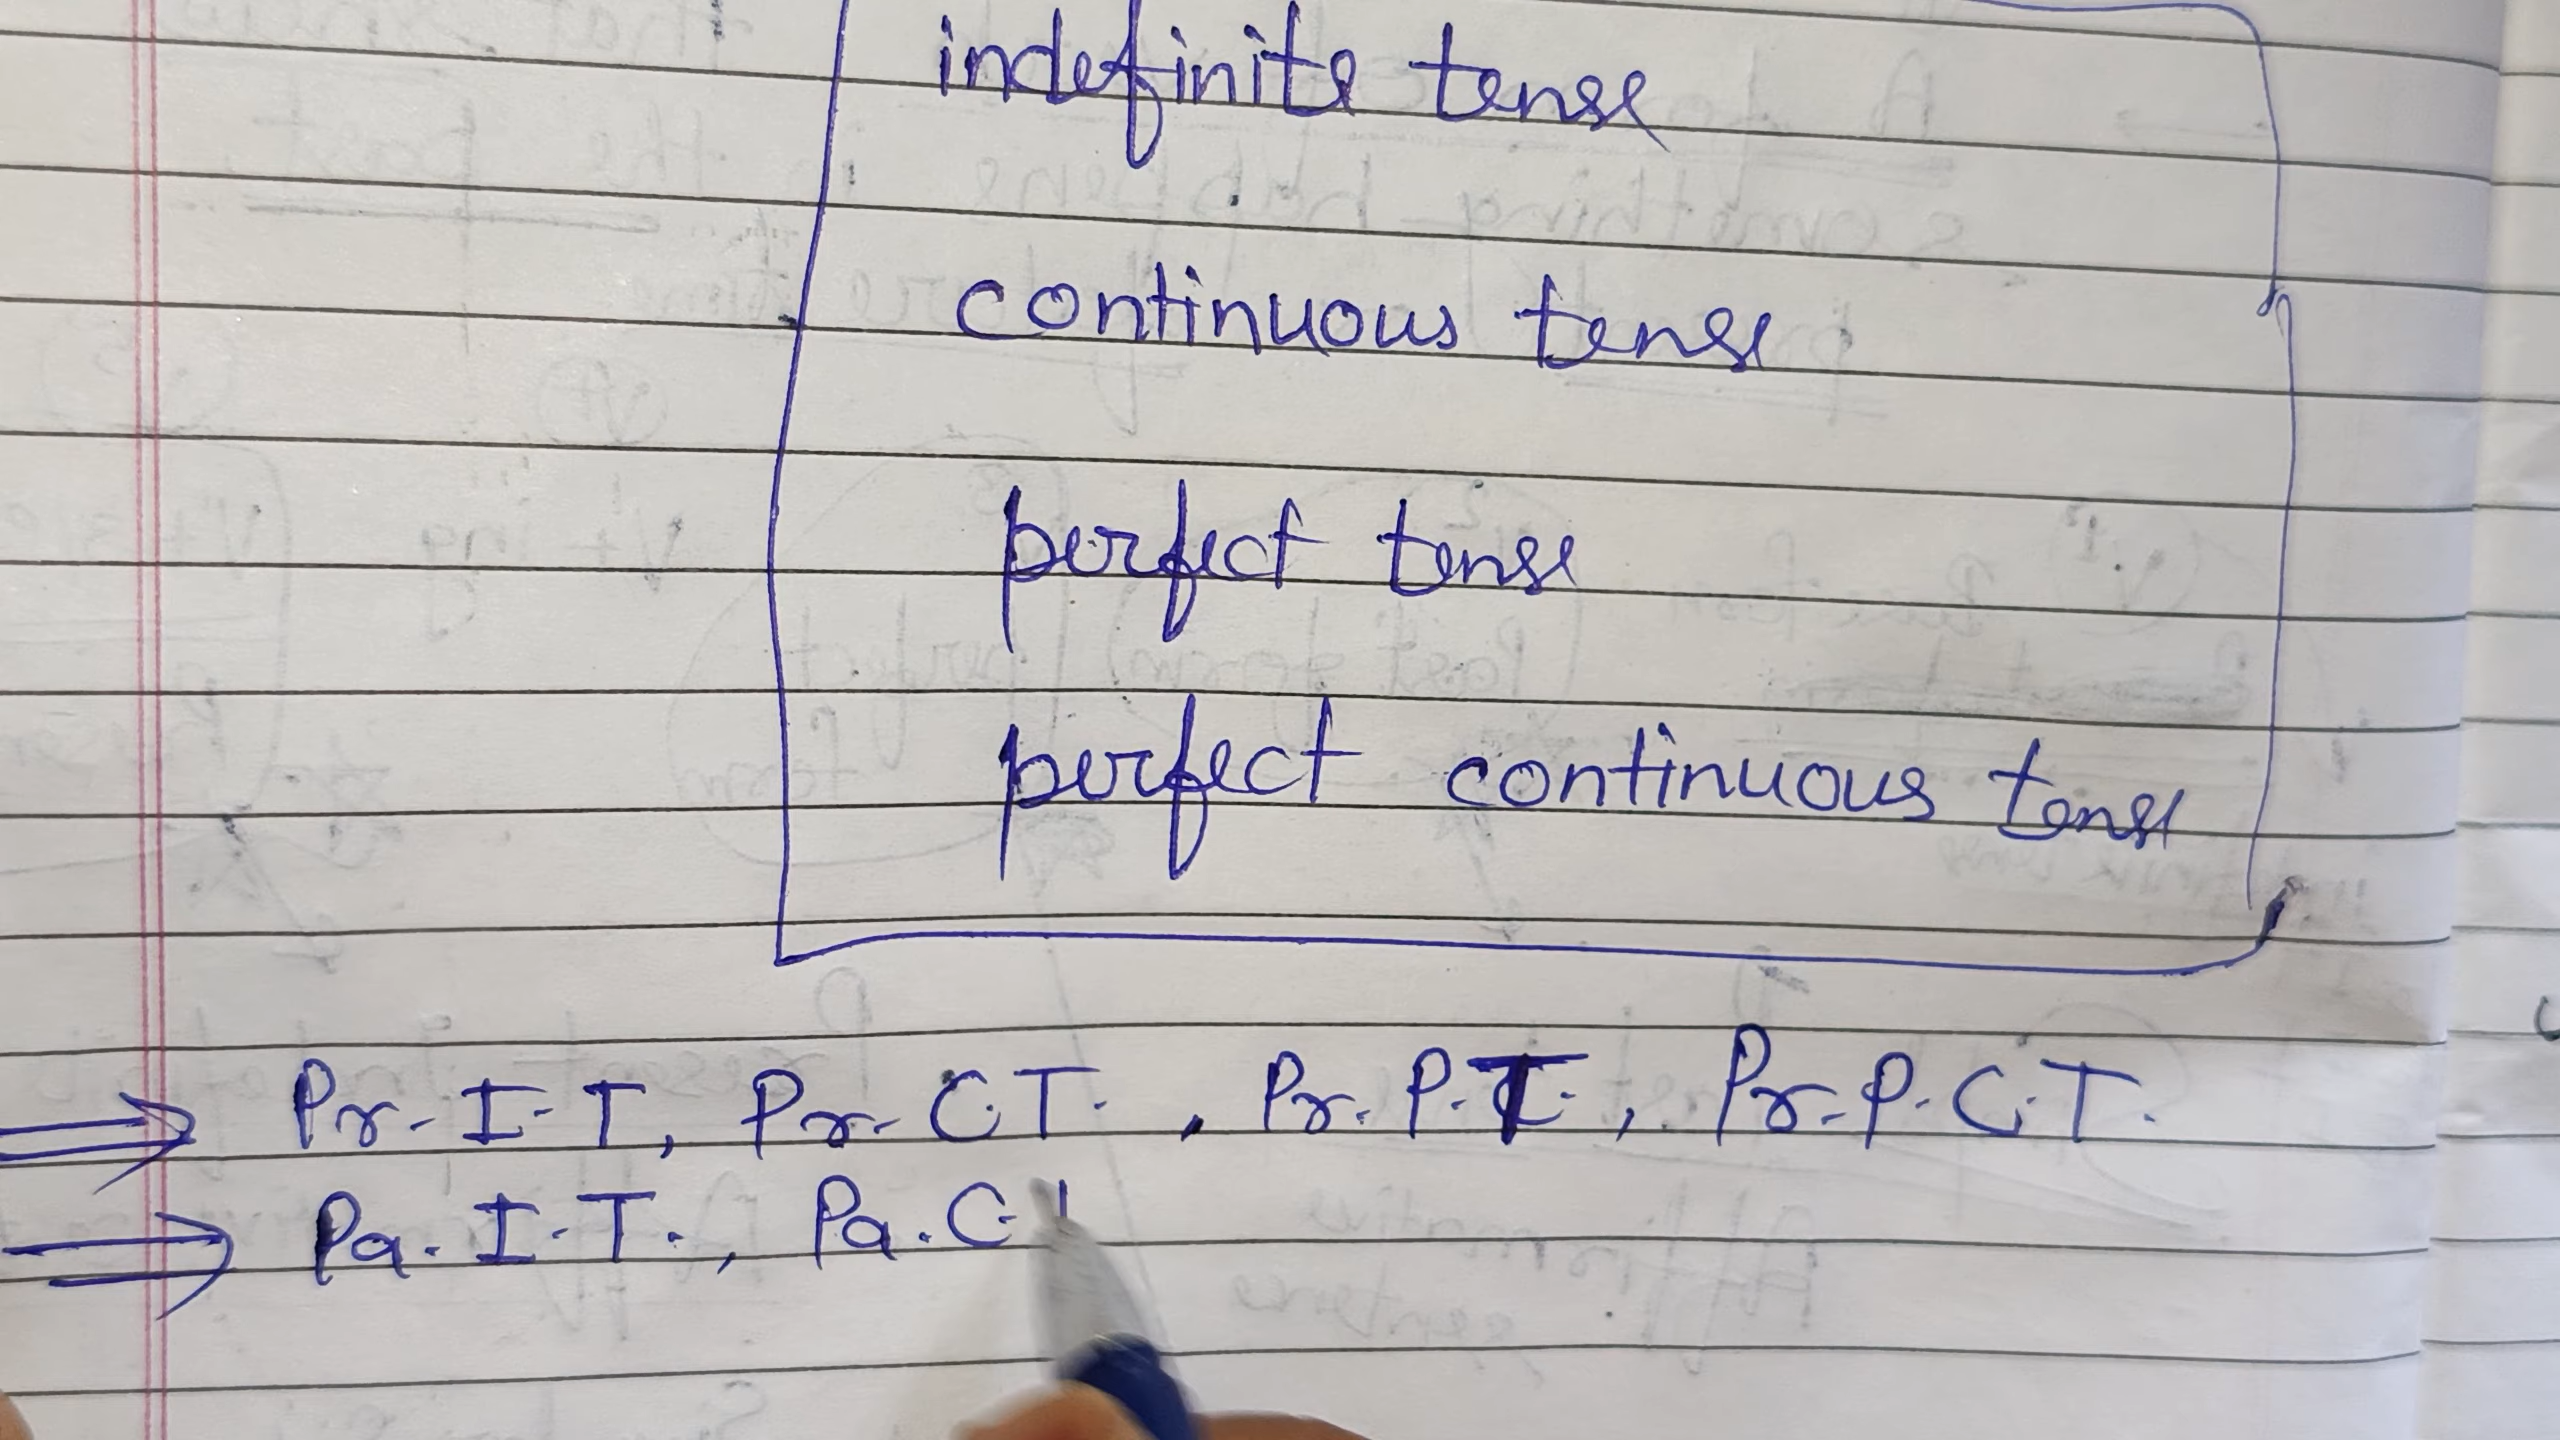 indefinite tense
continuous tense
perfect tense
perfect continuous tense
⇒ Pr. I. T, Pr. C.T. , Pr. P.T. , Pr. P. C. T.
⇒ Pa. I. T. , Pa. C.